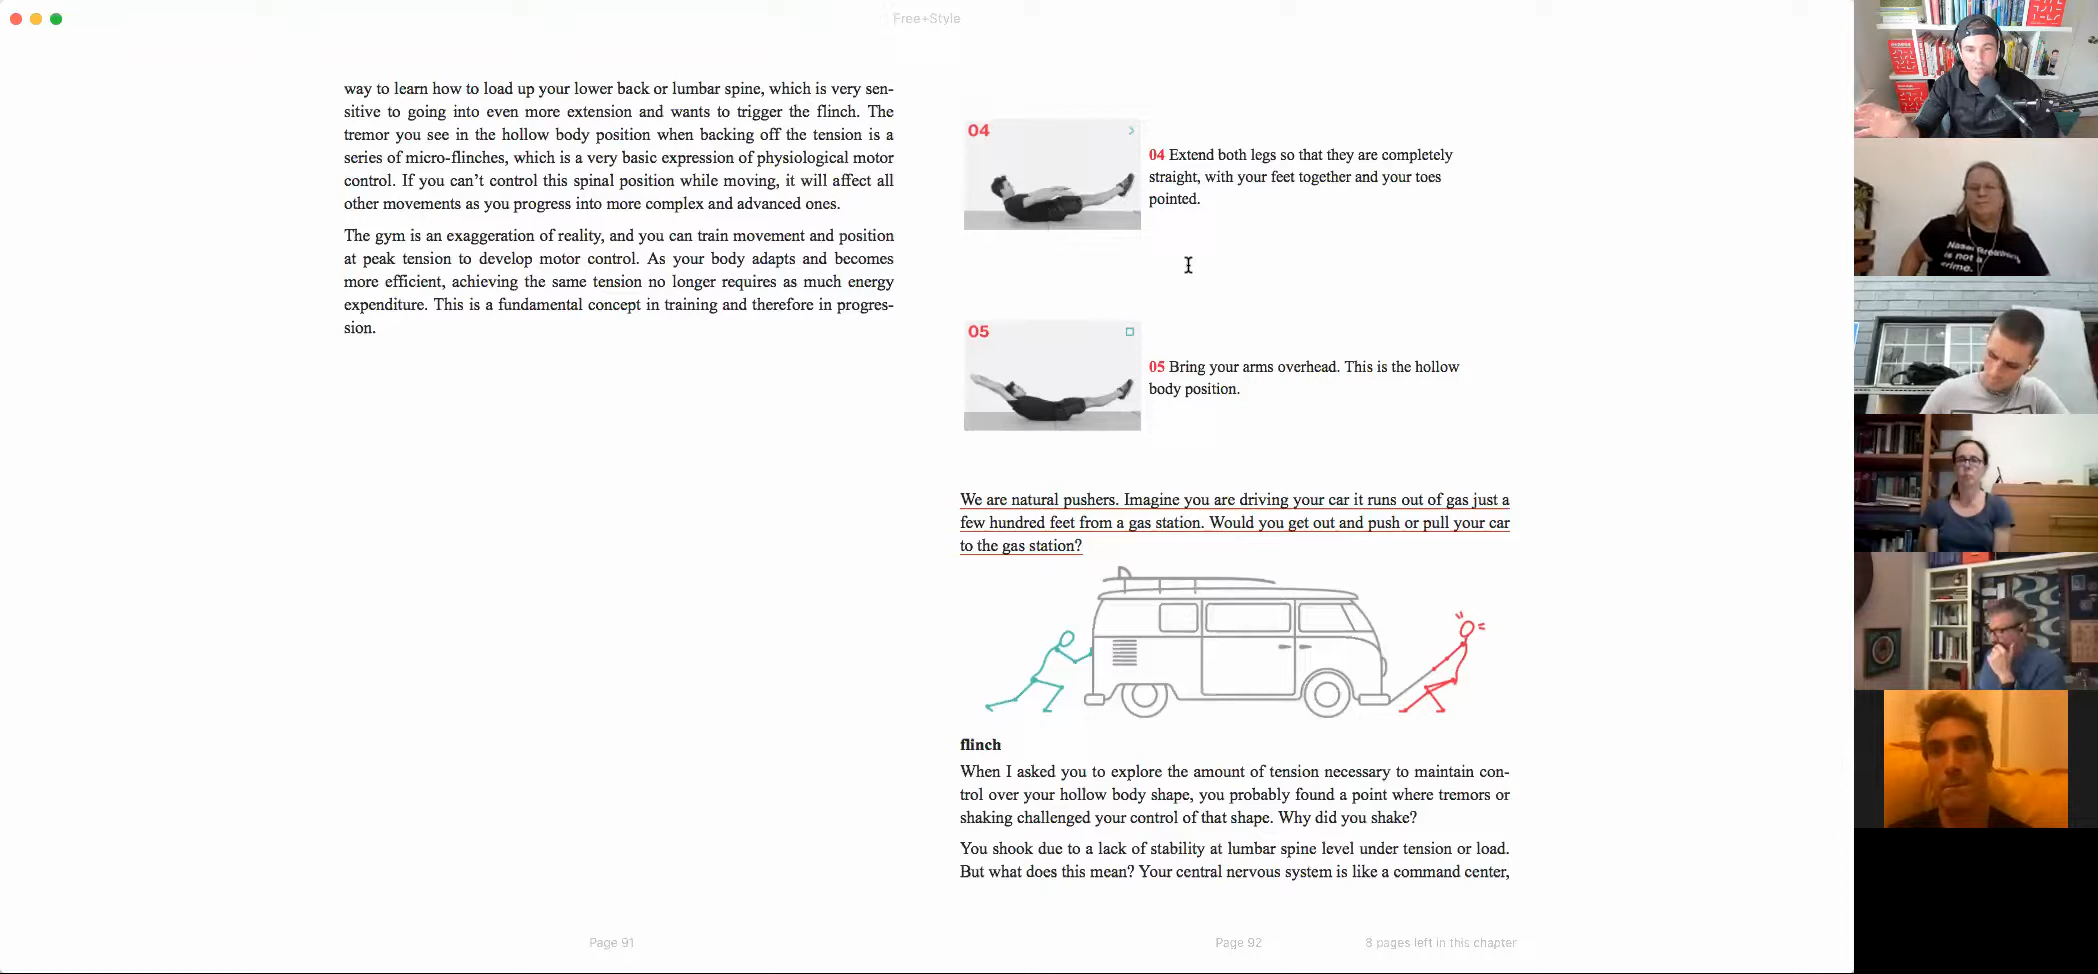 Free+Style
way to learn how to load up your lower back or lumbar spine, which is very sen-
sitive to going into even more extension and wants to trigger the flinch. The
tremor you see in the hollow body position when backing off the tension is a
series of micro-flinches, which is a very basic expression of physiological motor
control. If you can’t control this spinal position while moving, it will affect all
other movements as you progress into more complex and advanced ones.
The gym is an exaggeration of reality, and you can train movement and position
at peak tension to develop motor control. As your body adapts and becomes
more efficient, achieving the same tension no longer requires as much energy
expenditure. This is a fundamental concept in training and therefore in progres-
sion.
Page 91
04
04 Extend both legs so that they are completely
straight, with your feet together and your toes
pointed.
05
05 Bring your arms overhead. This is the hollow
body position.
We are natural pushers. Imagine you are driving your car it runs out of gas just a
few hundred feet from a gas station. Would you get out and push or pull your car
to the gas station?
flinch
When I asked you to explore the amount of tension necessary to maintain con-
trol over your hollow body shape, you probably found a point where tremors or
shaking challenged your control of that shape. Why did you shake?
You shook due to a lack of stability at lumbar spine level under tension or load.
But what does this mean? Your central nervous system is like a command center,
Page 92
8 pages left in this chapter
is not a